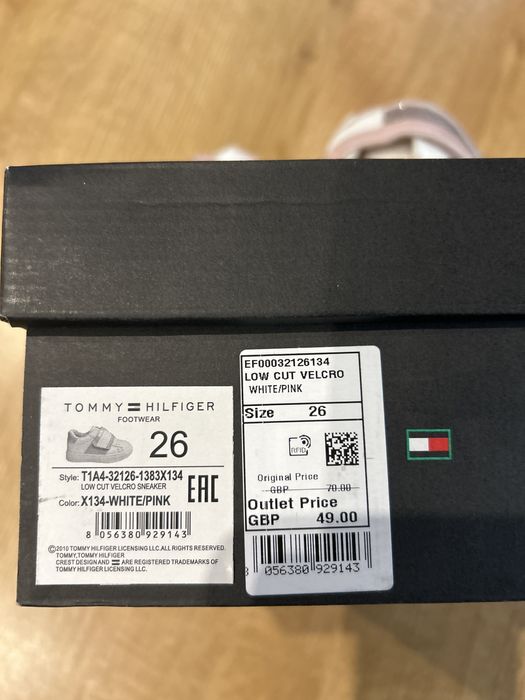 TOMMY HILFIGER
FOOTWEAR
26
Style: T1A4-32126-1383X134
LOW CUT VELCRO SNEAKER
Color: X134-WHITE/PINK
EAC
8 056380 929143
©2010 TOMMY HILFIGER LICENSING LLC. ALL RIGHTS RESERVED.
TOMMY, TOMMY HILFIGER
CREST DESIGN AND ARE REGISTERED TRADEMARKS OF
TOMMY HILFIGER LICENSING LLC.
EF00032126134
LOW CUT VELCRO
WHITE/PINK
Size 26
RFID
Original Price
GBP 70.00
Outlet Price
GBP 49.00
8 056380 929143